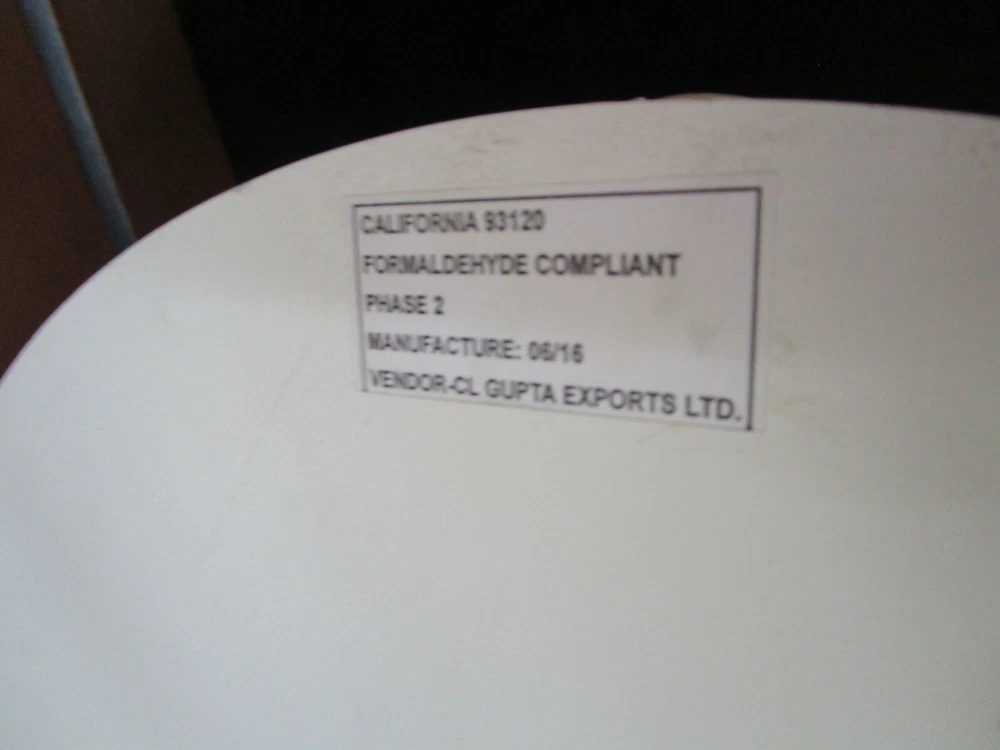 CALIFORNIA 93120
FORMALDEHYDE COMPLIANT
PHASE 2
MANUFACTURE: 06/16
VENDOR-CL GUPTA EXPORTS LTD.